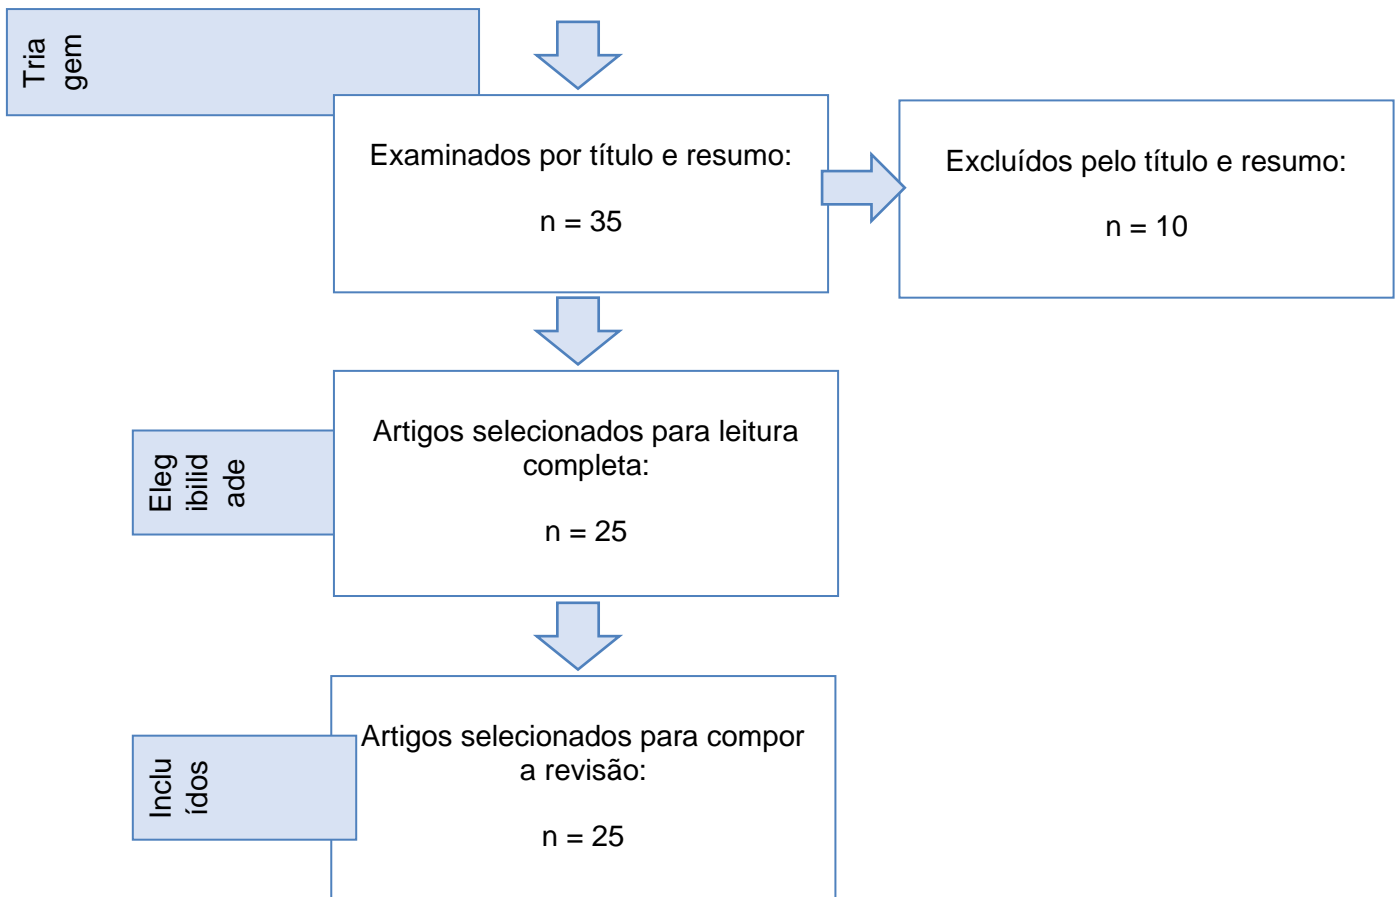 Tria
gem
Examinados por título e resumo:
n = 35
Excluídos pelo título e resumo:
n = 10
Eleg
ibilid
ade
Artigos selecionados para leitura
completa:
n = 25
Inclu
ídos
Artigos selecionados para compor
a revisão:
n = 25